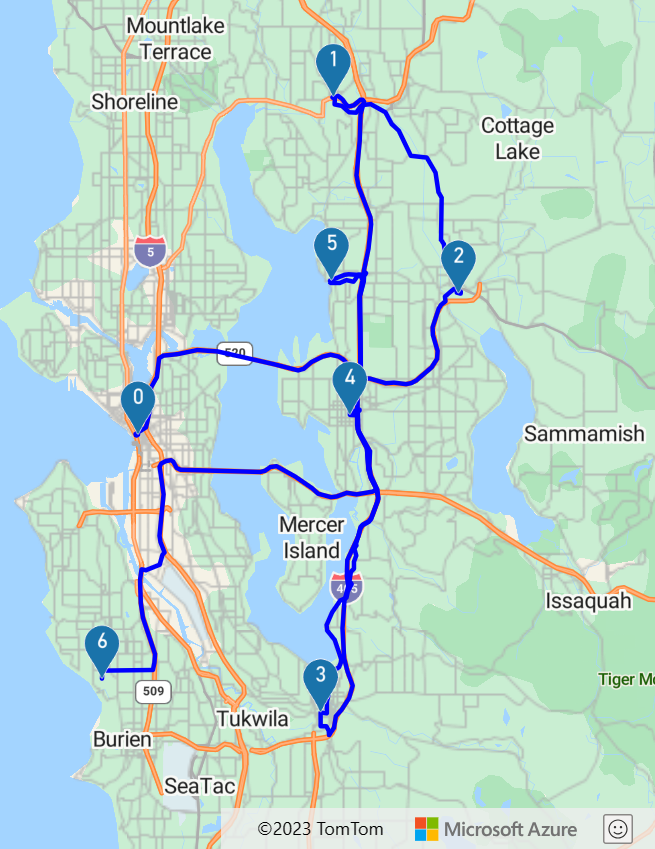 Mountlake
Terrace
1
Shoreline
Cottage
Lake
5
5
2
520
4
0
Sammamish
Mercer
Island
405
Issaquah
6
3
Tiger Mo
509
Tukwila
Burien
SeaTac
©2023 TomTom
Microsoft Azure